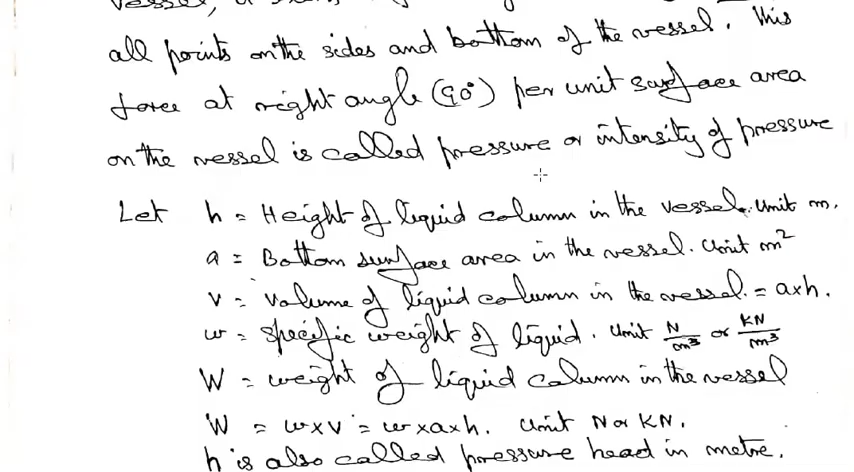 vessel, it
all points on the sides and bottom of the vessel. This
force at right angle (90°) per unit surface area
on the vessel is called pressure or intensity of pressure
Let h = Height of liquid column in the vessel. Unit m.
a = Bottom surface area in the vessel. Unit m²
v = volume of liquid column in the vessel = a×h.
w = specific weight of liquid. Unit N/m³ or KN/m³
W = weight of liquid column in the vessel
W = w×v = w×a×h. Unit N or KN.
h is also called pressure head in metre.